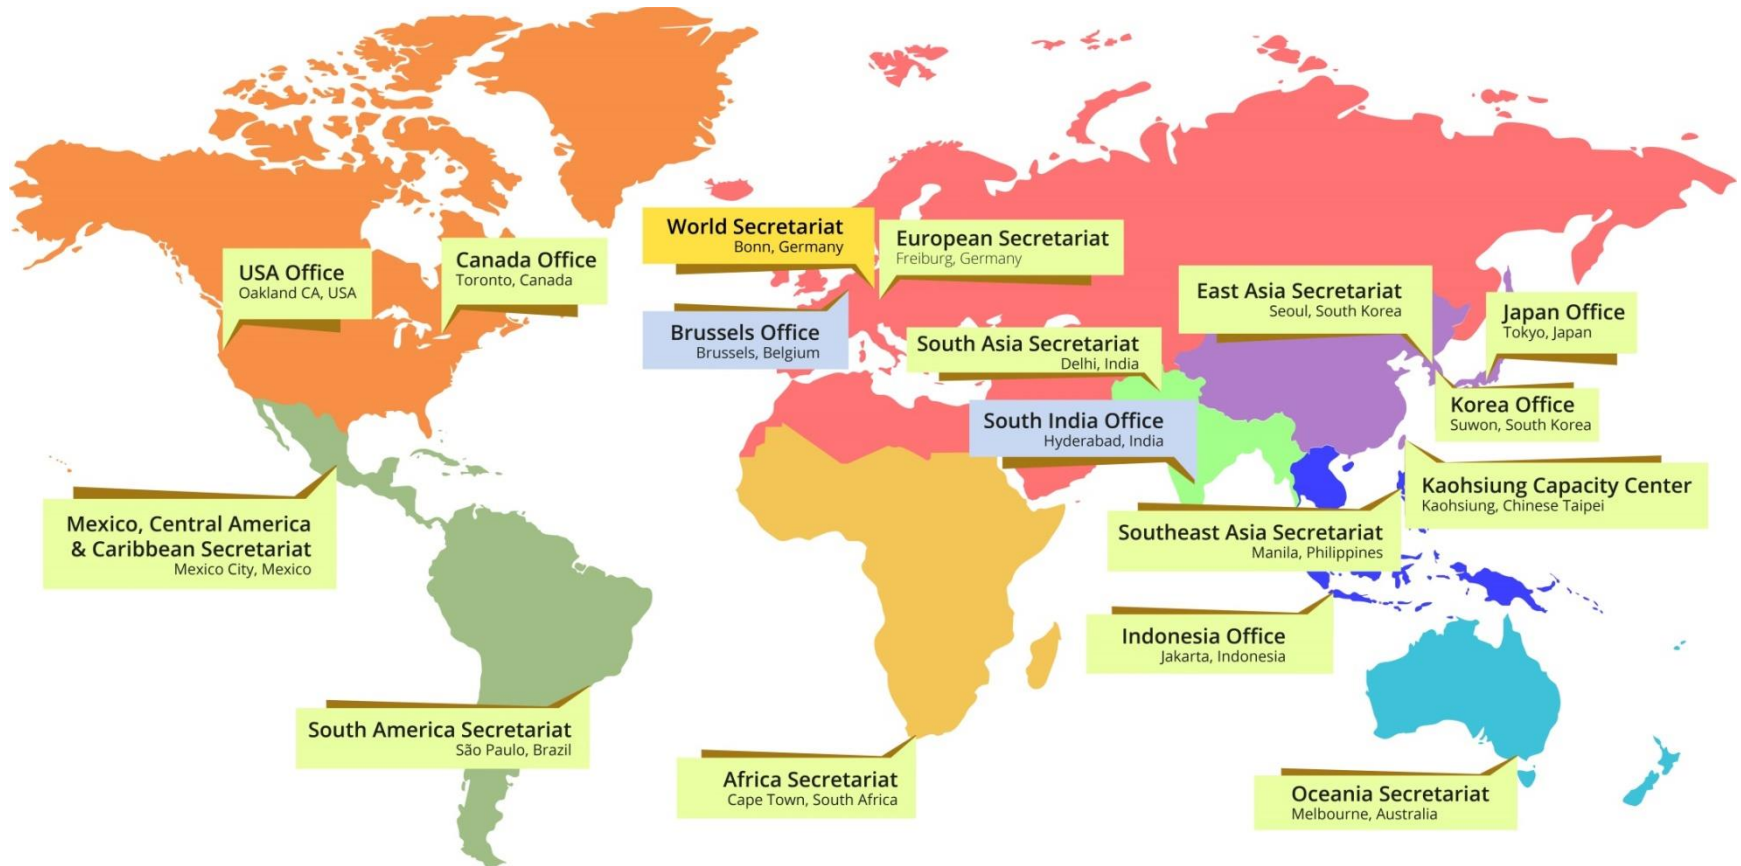 World Secretariat
Bonn, Germany
European Secretariat
Freiburg, Germany
USA Office
Oakland CA, USA
Canada Office
Toronto, Canada
East Asia Secretariat
Seoul, South Korea
Japan Office
Tokyo, Japan
Brussels Office
Brussels, Belgium
South Asia Secretariat
Delhi, India
South India Office
Hyderabad, India
Korea Office
Suwon, South Korea
Kaohsiung Capacity Center
Kaohsiung, Chinese Taipei
Mexico, Central America
& Caribbean Secretariat
Mexico City, Mexico
Southeast Asia Secretariat
Manila, Philippines
Indonesia Office
Jakarta, Indonesia
South America Secretariat
São Paulo, Brazil
Africa Secretariat
Cape Town, South Africa
Oceania Secretariat
Melbourne, Australia